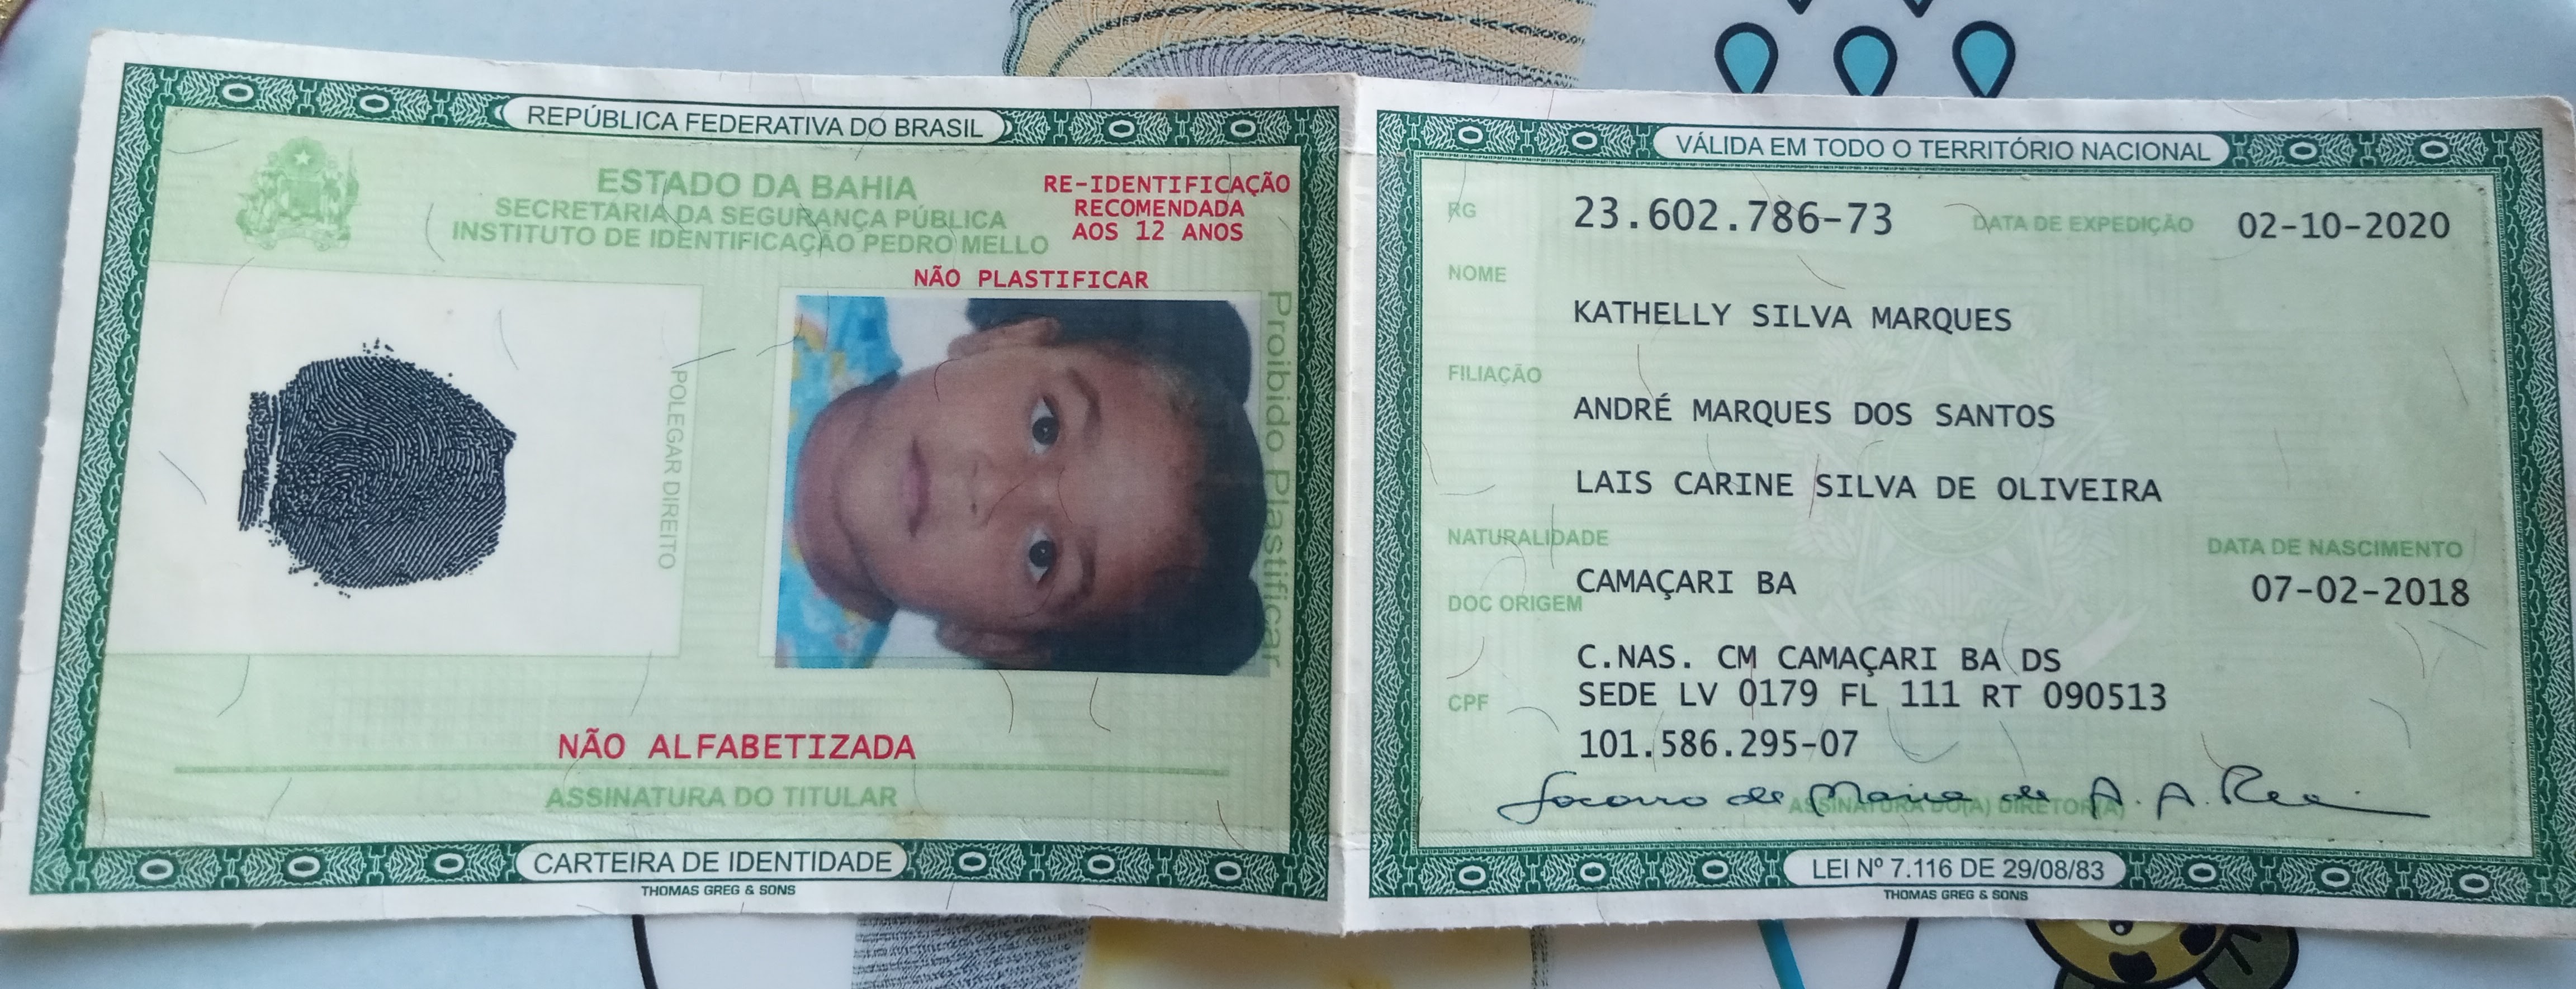 REPÚBLICA FEDERATIVA DO BRASIL
ESTADO DA BAHIA
SECRETARIA DA SEGURANÇA PÚBLICA
INSTITUTO DE IDENTIFICAÇÃO PEDRO MELLO
RE-IDENTIFICAÇÃO
RECOMENDADA
AOS 12 ANOS
NÃO PLASTIFICAR
POLEGAR DIREITO
Proibido Plastificar
NÃO ALFABETIZADA
ASSINATURA DO TITULAR
CARTEIRA DE IDENTIDADE
THOMAS GREG & SONS
VÁLIDA EM TODO O TERRITÓRIO NACIONAL
RG 23.602.786-73 DATA DE EXPEDIÇÃO 02-10-2020
NOME
KATHELLY SILVA MARQUES
FILIAÇÃO
ANDRÉ MARQUES DOS SANTOS
LAIS CARINE SILVA DE OLIVEIRA
NATURALIDADE DATA DE NASCIMENTO
CAMAÇARI BA 07-02-2018
DOC ORIGEM
C.NAS. CM CAMAÇARI BA DS
SEDE LV 0179 FL 111 RT 090513
CPF
101.586.295-07
Socorro de Maria de A. A.
ASSINATURA DO(A) DIRETOR(A)
LEI Nº 7.116 DE 29/08/83
THOMAS GREG & SONS